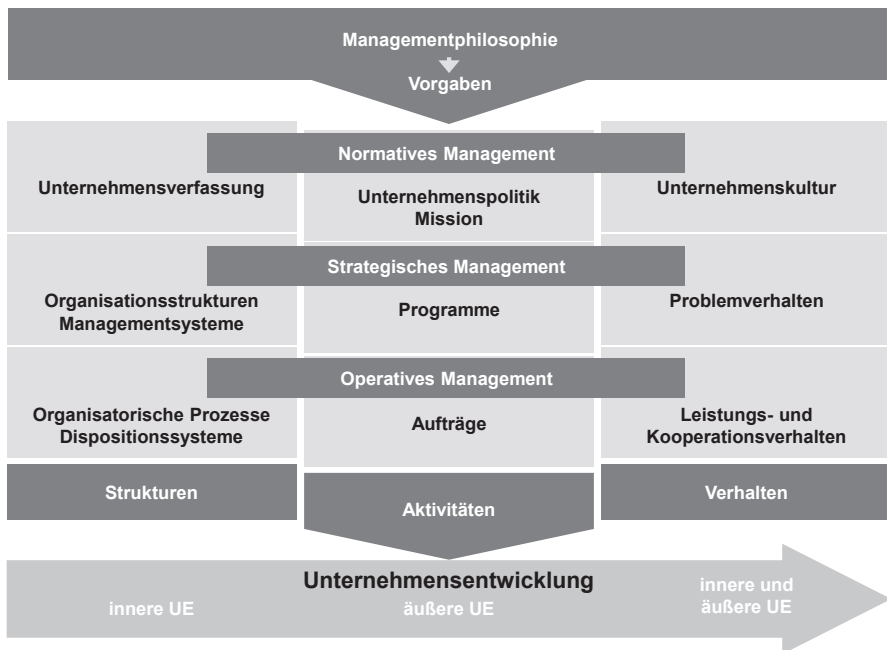 Managementphilosophie
Vorgaben
Normatives Management
Unternehmensverfassung
Unternehmenspolitik
Mission
Unternehmenskultur
Strategisches Management
Organisationsstrukturen
Managementsysteme
Programme
Problemverhalten
Operatives Management
Organisatorische Prozesse
Dispositionssysteme
Aufträge
Leistungs- und
Kooperationsverhalten
Strukturen
Aktivitäten
Verhalten
Unternehmensentwicklung
innere UE
äußere UE
innere und
äußere UE